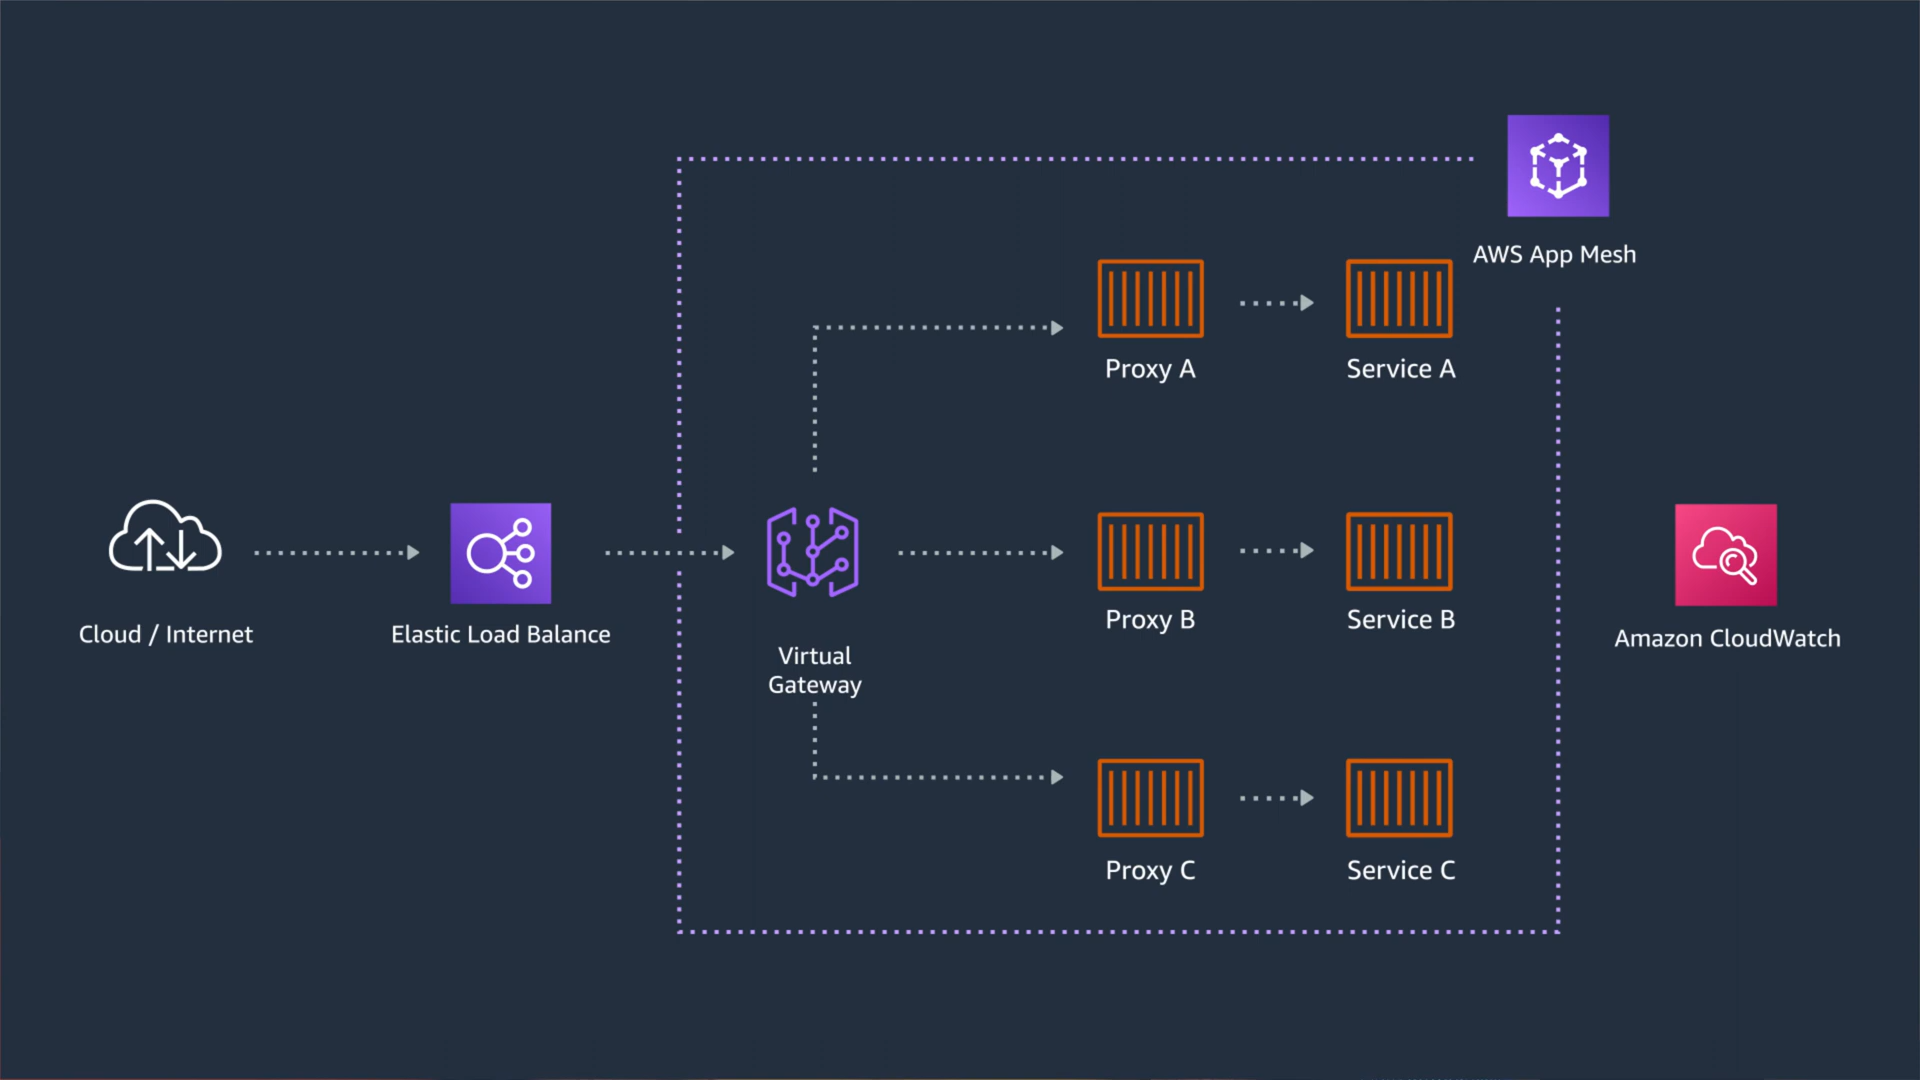 AWS App Mesh
Proxy A
Service A
Cloud / Internet
Elastic Load Balance
Virtual
Gateway
Proxy B
Service B
Amazon CloudWatch
Proxy C
Service C